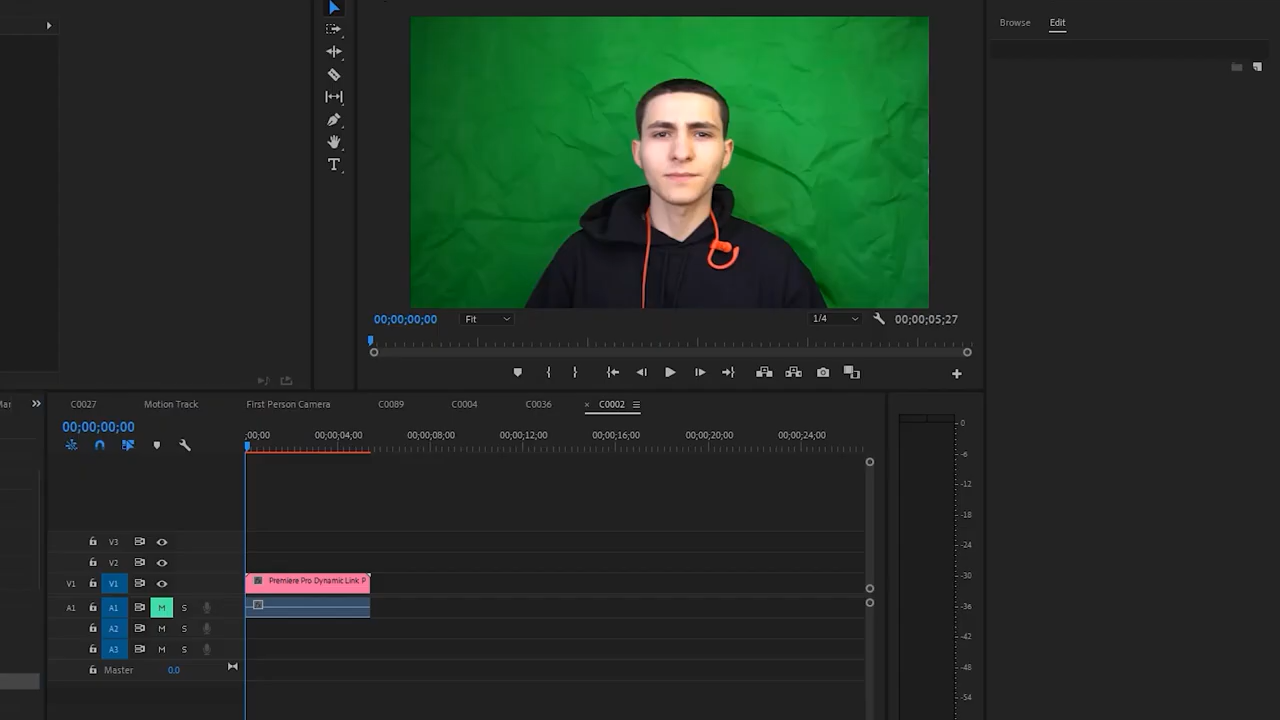 Browse
Edit
T
00;00;00;00
Fit
1/4
00;00;05;27
C0027
Motion Track
First Person Camera
C0089
C0004
C0036
× C0002
00;00;00;00
;00;00
00;00;04;00
00;00;08;00
00;00;12;00
00;00;16;00
00;00;20;00
00;00;24;00
0
-6
-12
-18
-24
-30
-36
-42
-48
-54
V3
V2
V1 V1
Premiere Pro Dynamic Link P
A1 A1 M S
A2 M S
A3 M S
Master 0.0